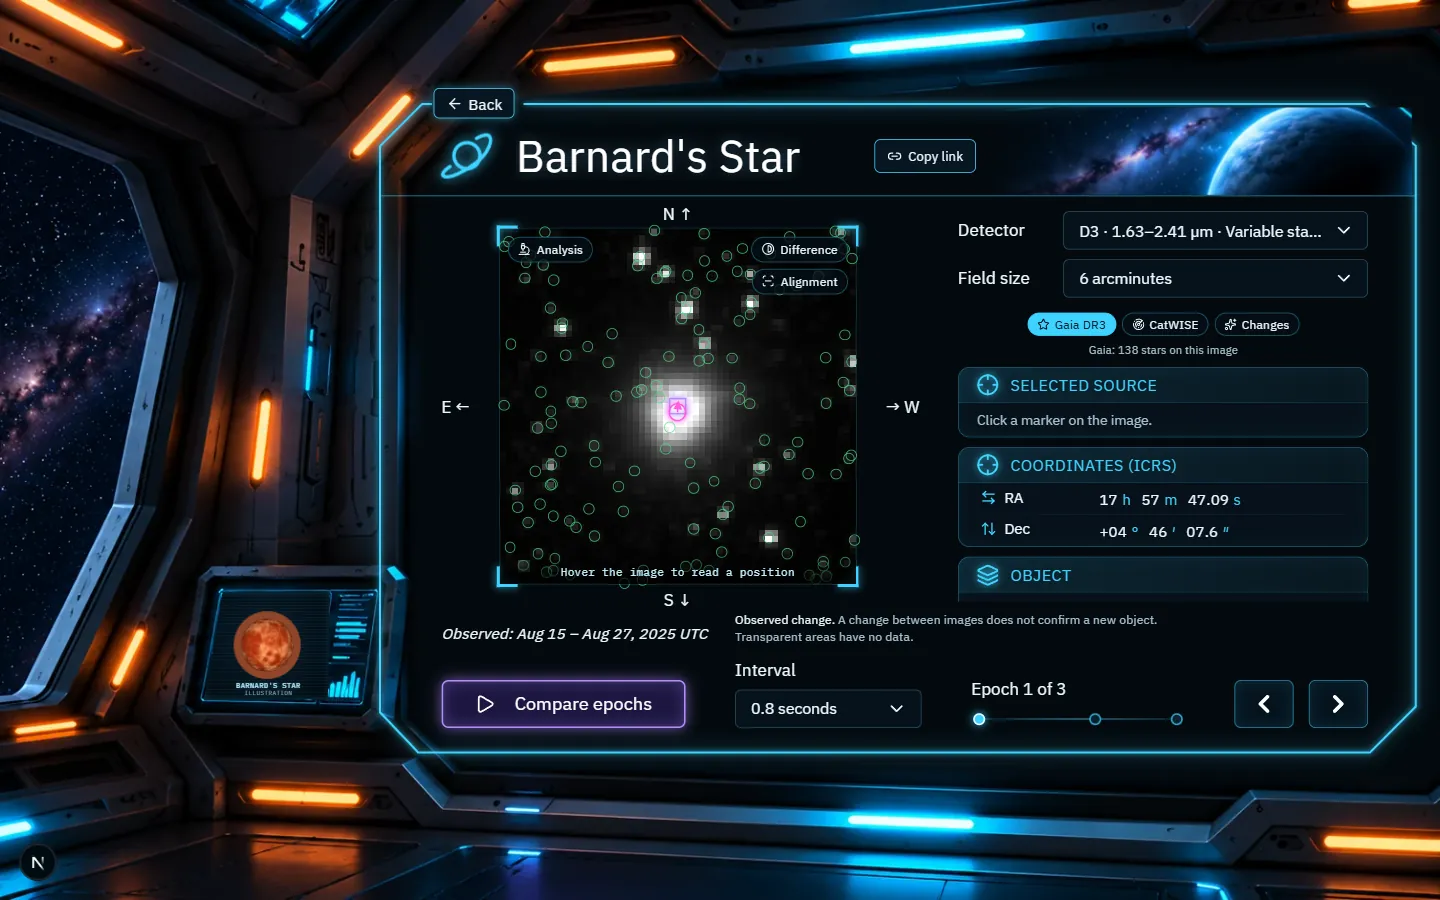 ← Back
Barnard's Star
Copy link
N ↑
Analysis
Difference
Alignment
E ←
→ W
Hover the image to read a position
S ↓
Detector
D3 · 1.63–2.41 μm · Variable sta...
Field size
6 arcminutes
Gaia DR3
CatWISE
Changes
Gaia: 138 stars on this image
SELECTED SOURCE
Click a marker on the image.
COORDINATES (ICRS)
RA 17 h 57 m 47.09 s
Dec +04 ° 46 ′ 07.6 ″
OBJECT
Observed: Aug 15 – Aug 27, 2025 UTC
Observed change. A change between images does not confirm a new object.
Transparent areas have no data.
Compare epochs
Interval
0.8 seconds
Epoch 1 of 3
BARNARD'S STAR
ILLUSTRATION
N